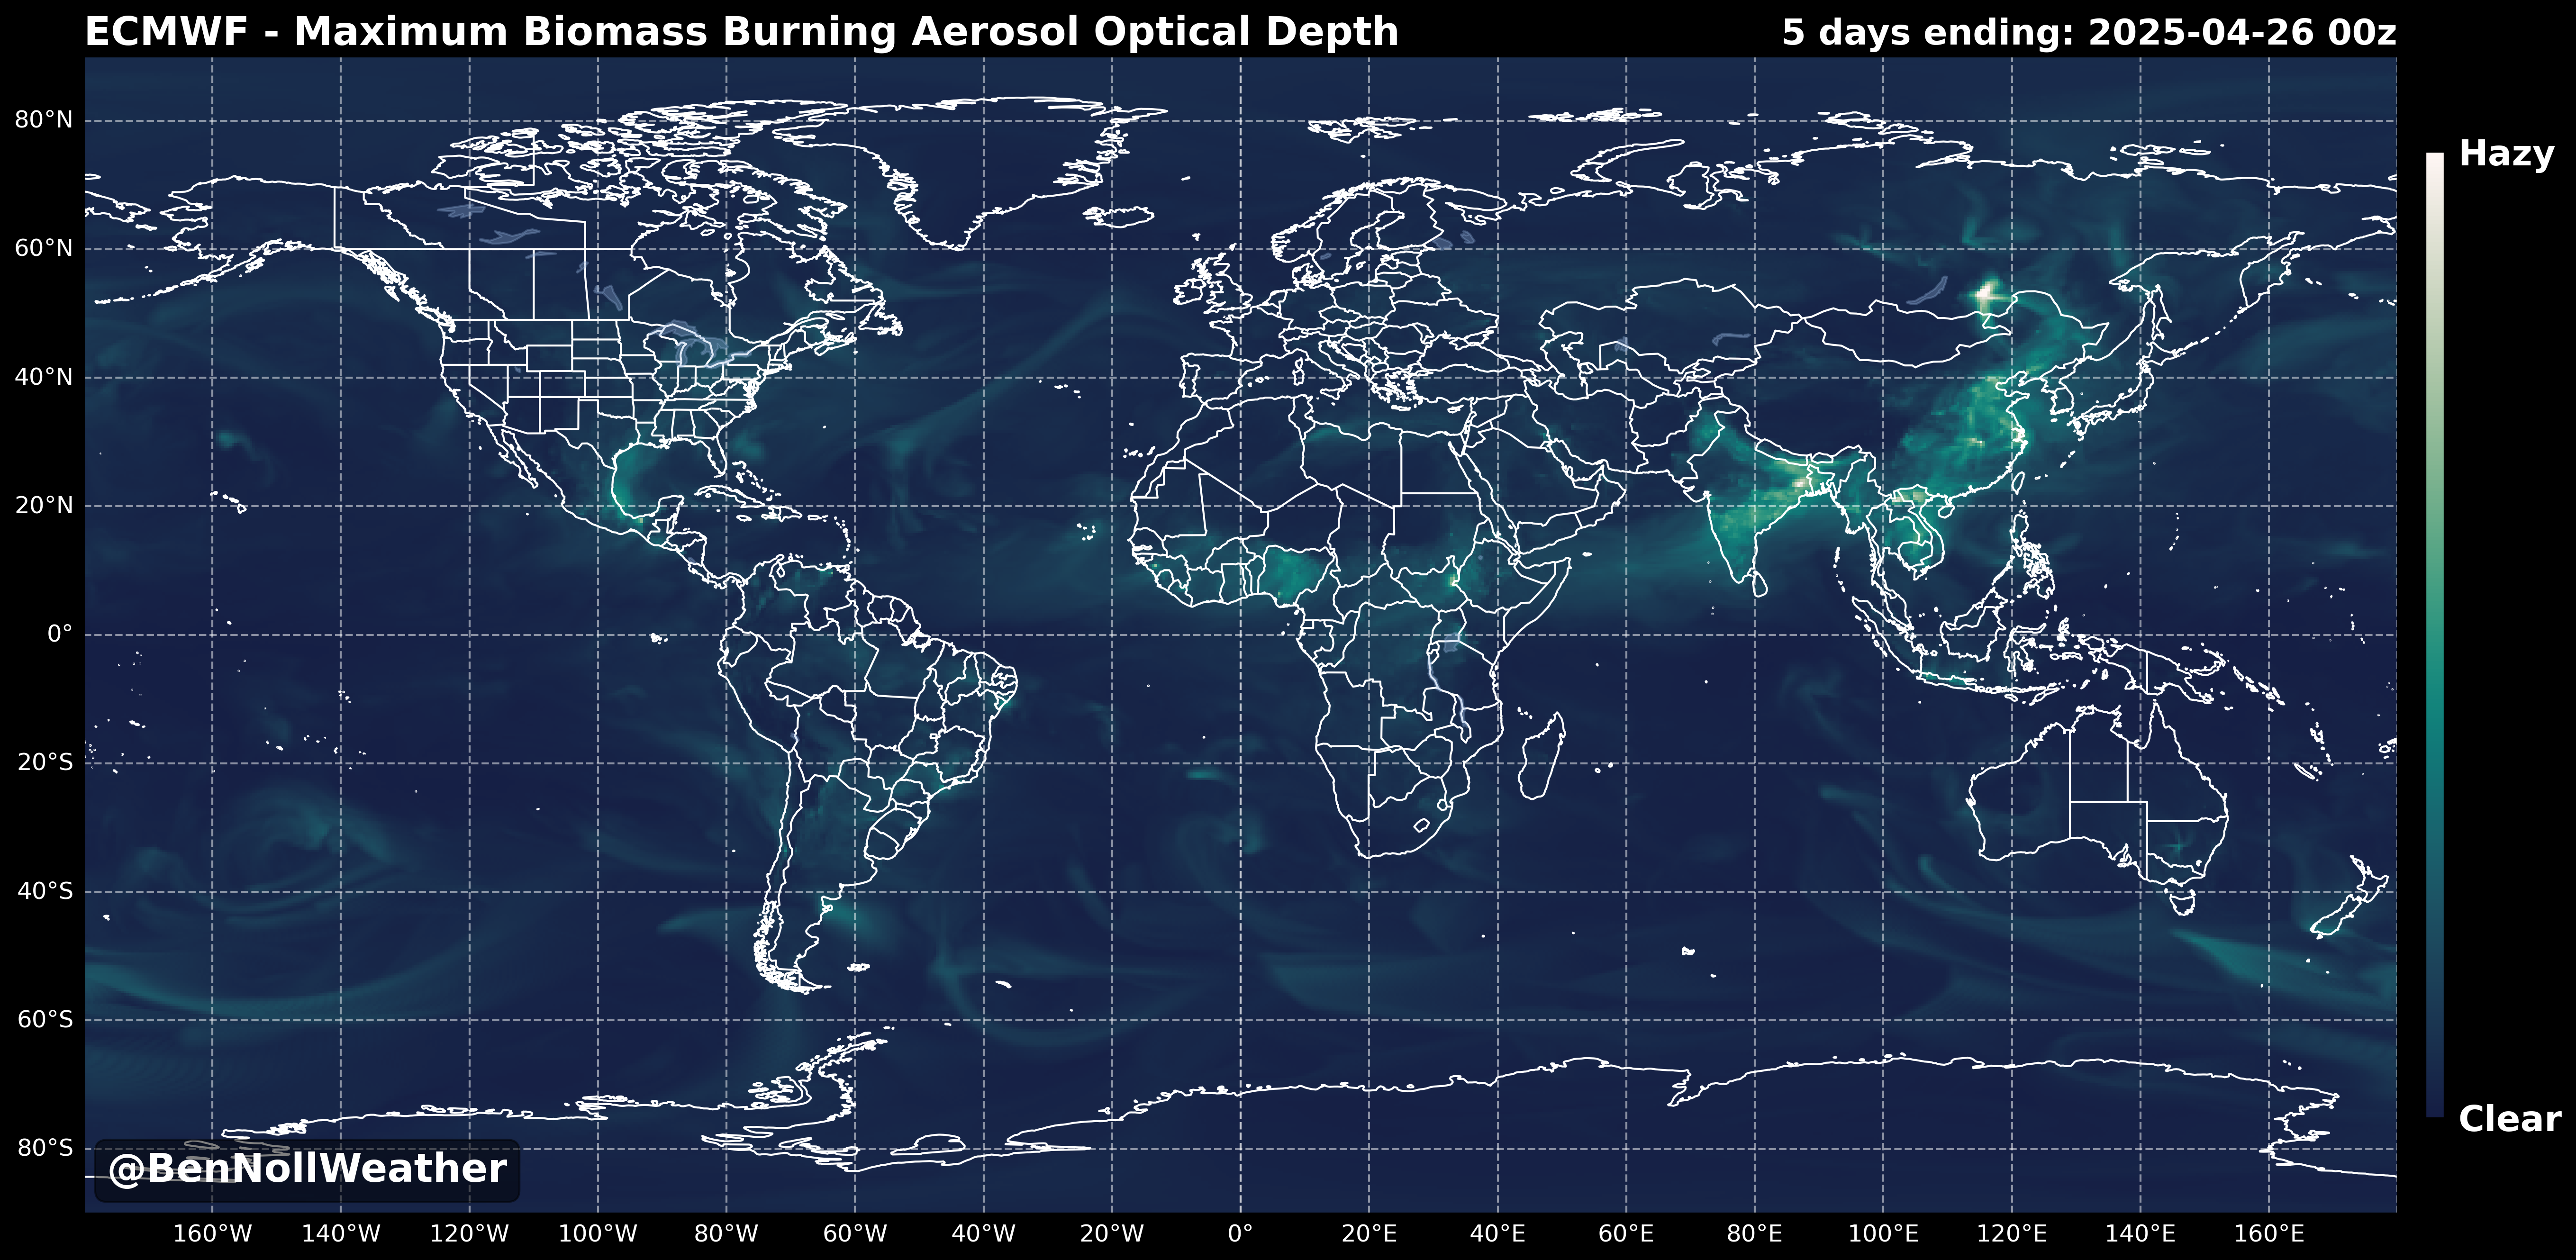 ECMWF - Maximum Biomass Burning Aerosol Optical Depth
5 days ending: 2025-04-26 00z
Hazy
Clear
80°N
60°N
40°N
20°N
0°
20°S
40°S
60°S
80°S
@BenNollWeather
160°W 140°W 120°W 100°W 80°W 60°W 40°W 20°W 0° 20°E 40°E 60°E 80°E 100°E 120°E 140°E 160°E